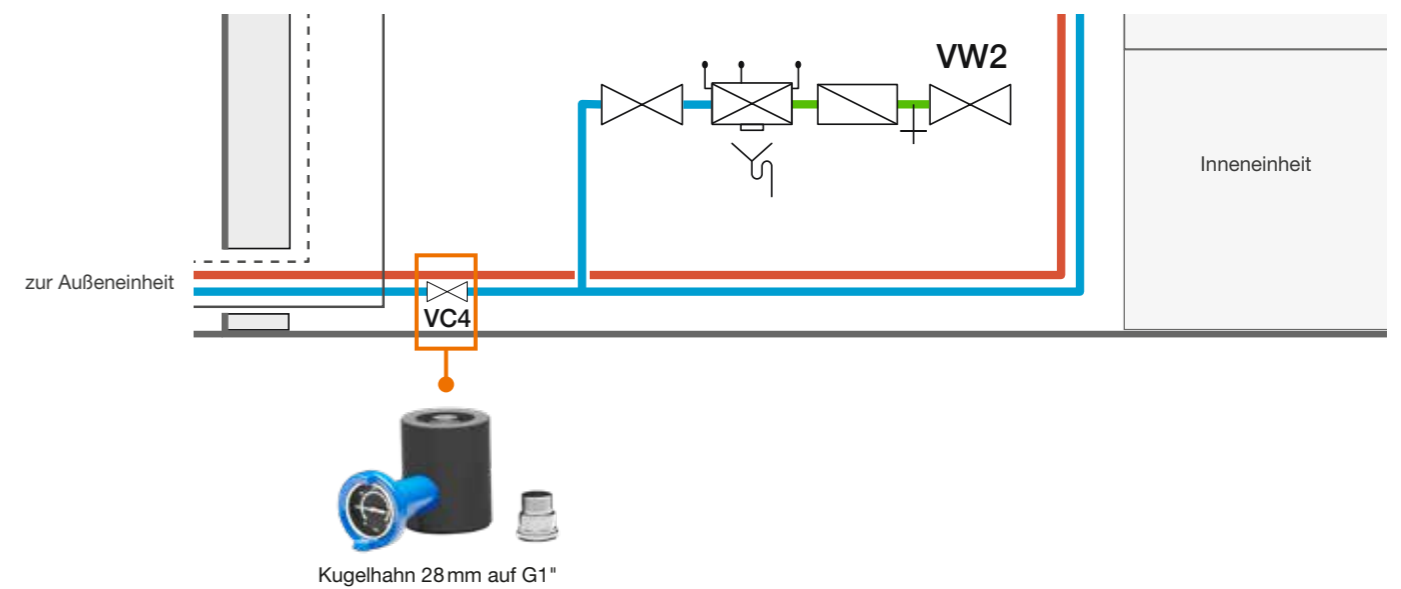 VW2
Inneneinheit
zur Außeneinheit
VC4
Kugelhahn 28 mm auf G1"